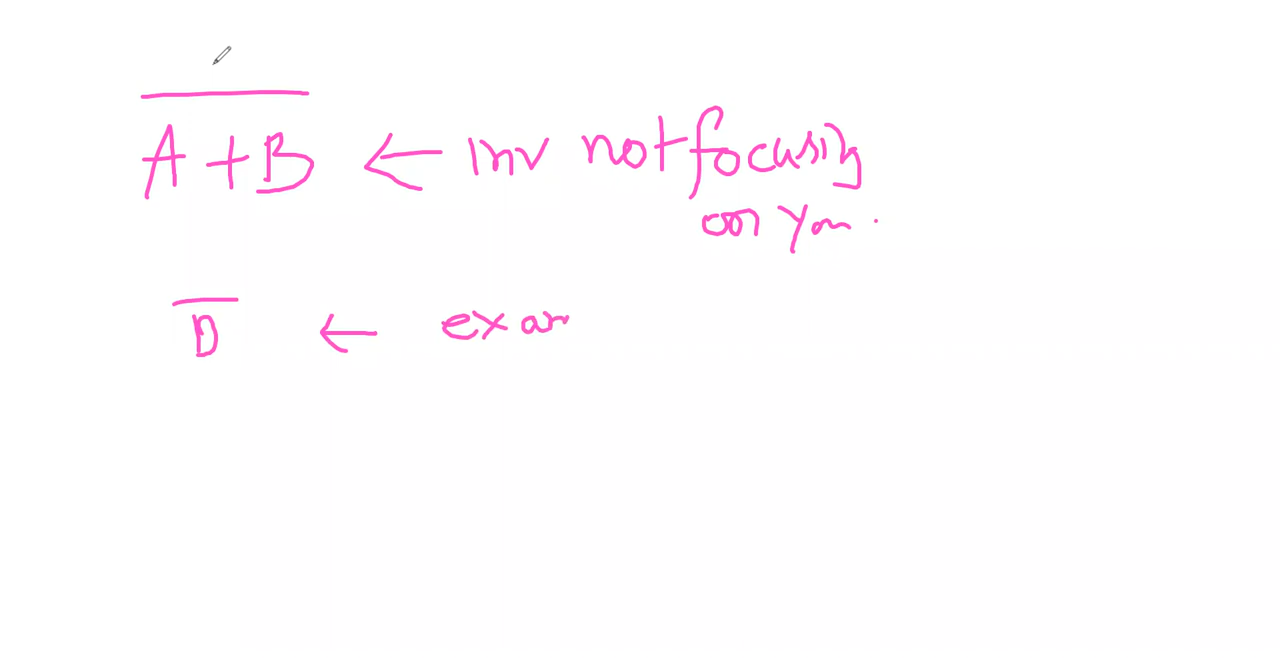 A+B ← inv not focusing
on you.
D ← exam